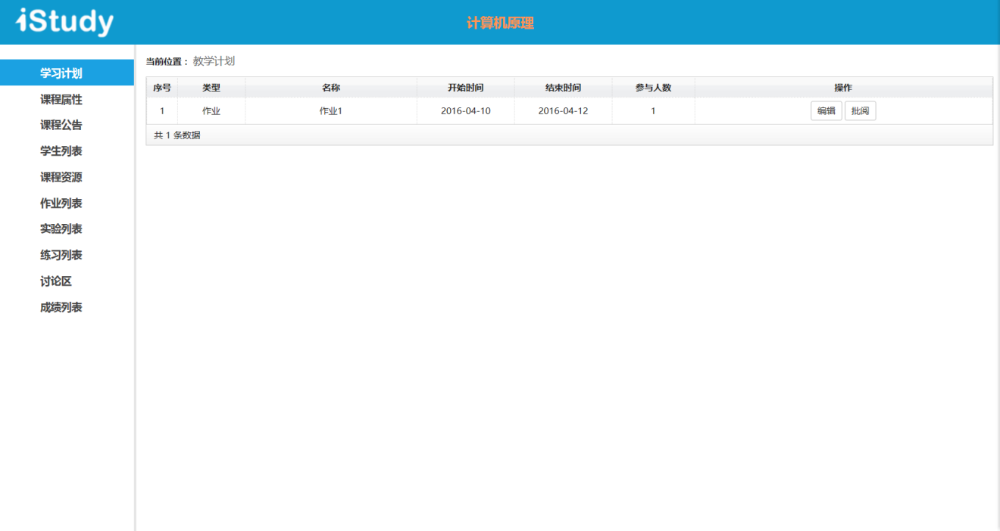 iStudy
计算机原理
学习计划
课程属性
课程公告
学生列表
课程资源
作业列表
实验列表
练习列表
讨论区
成绩列表
当前位置： 教学计划
序号 类型 名称 开始时间 结束时间 参与人数 操作
1 作业 作业1 2016-04-10 2016-04-12 1 编辑 批阅
共 1 条数据